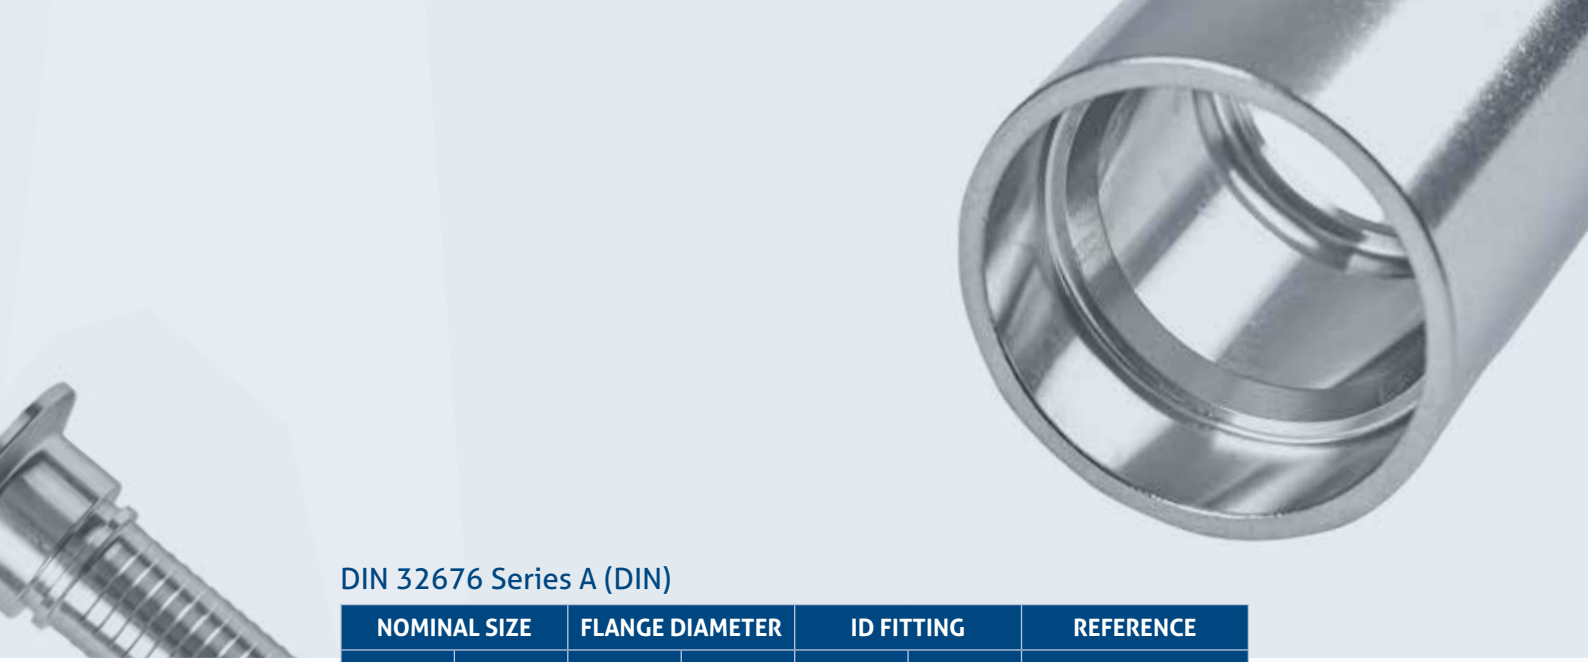 DIN 32676 Series A (DIN)
NOMINAL SIZE FLANGE DIAMETER ID FITTING REFERENCE